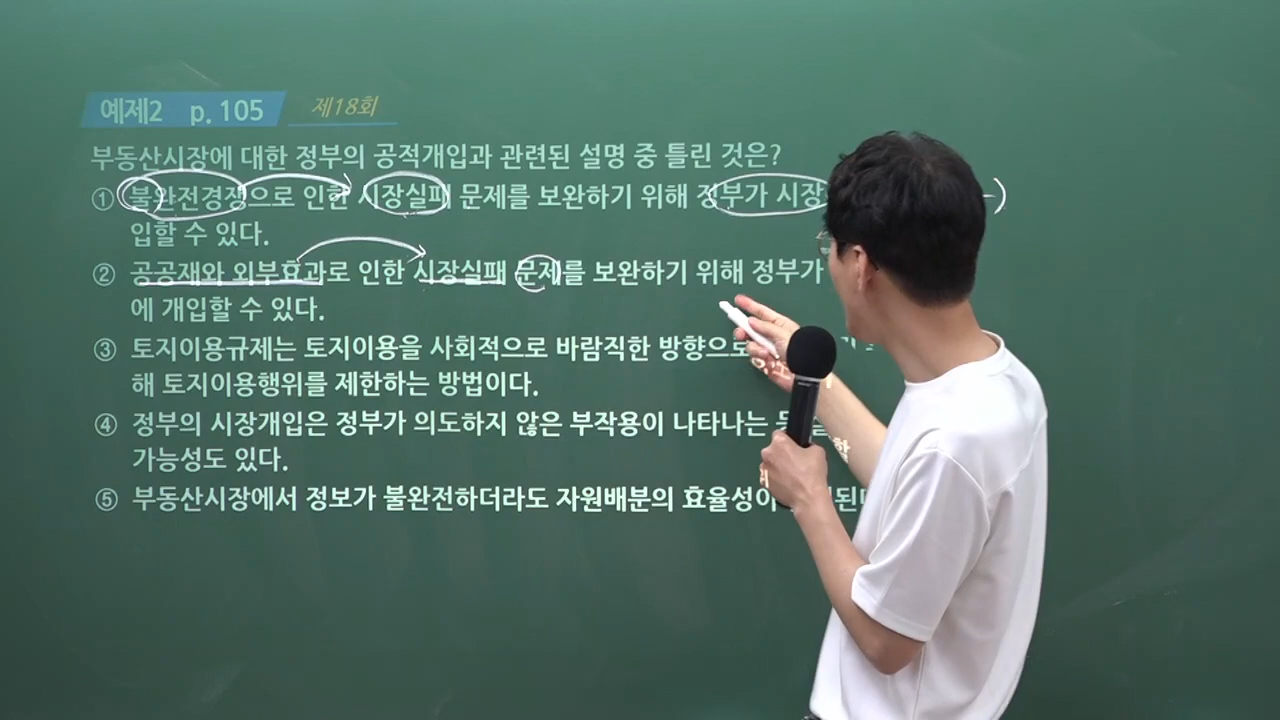 예제2 p. 105 제18회
부동산시장에 대한 정부의 공적개입과 관련된 설명 중 틀린 것은?
① 불완전경쟁으로 인한 시장실패 문제를 보완하기 위해 정부가 시장
입할 수 있다.
② 공공재와 외부효과로 인한 시장실패 문제를 보완하기 위해 정부가
에 개입할 수 있다.
③ 토지이용규제는 토지이용을 사회적으로 바람직한 방향으로
해 토지이용행위를 제한하는 방법이다.
④ 정부의 시장개입은 정부가 의도하지 않은 부작용이 나타나는
가능성도 있다.
⑤ 부동산시장에서 정보가 불완전하더라도 자원배분의 효율성이